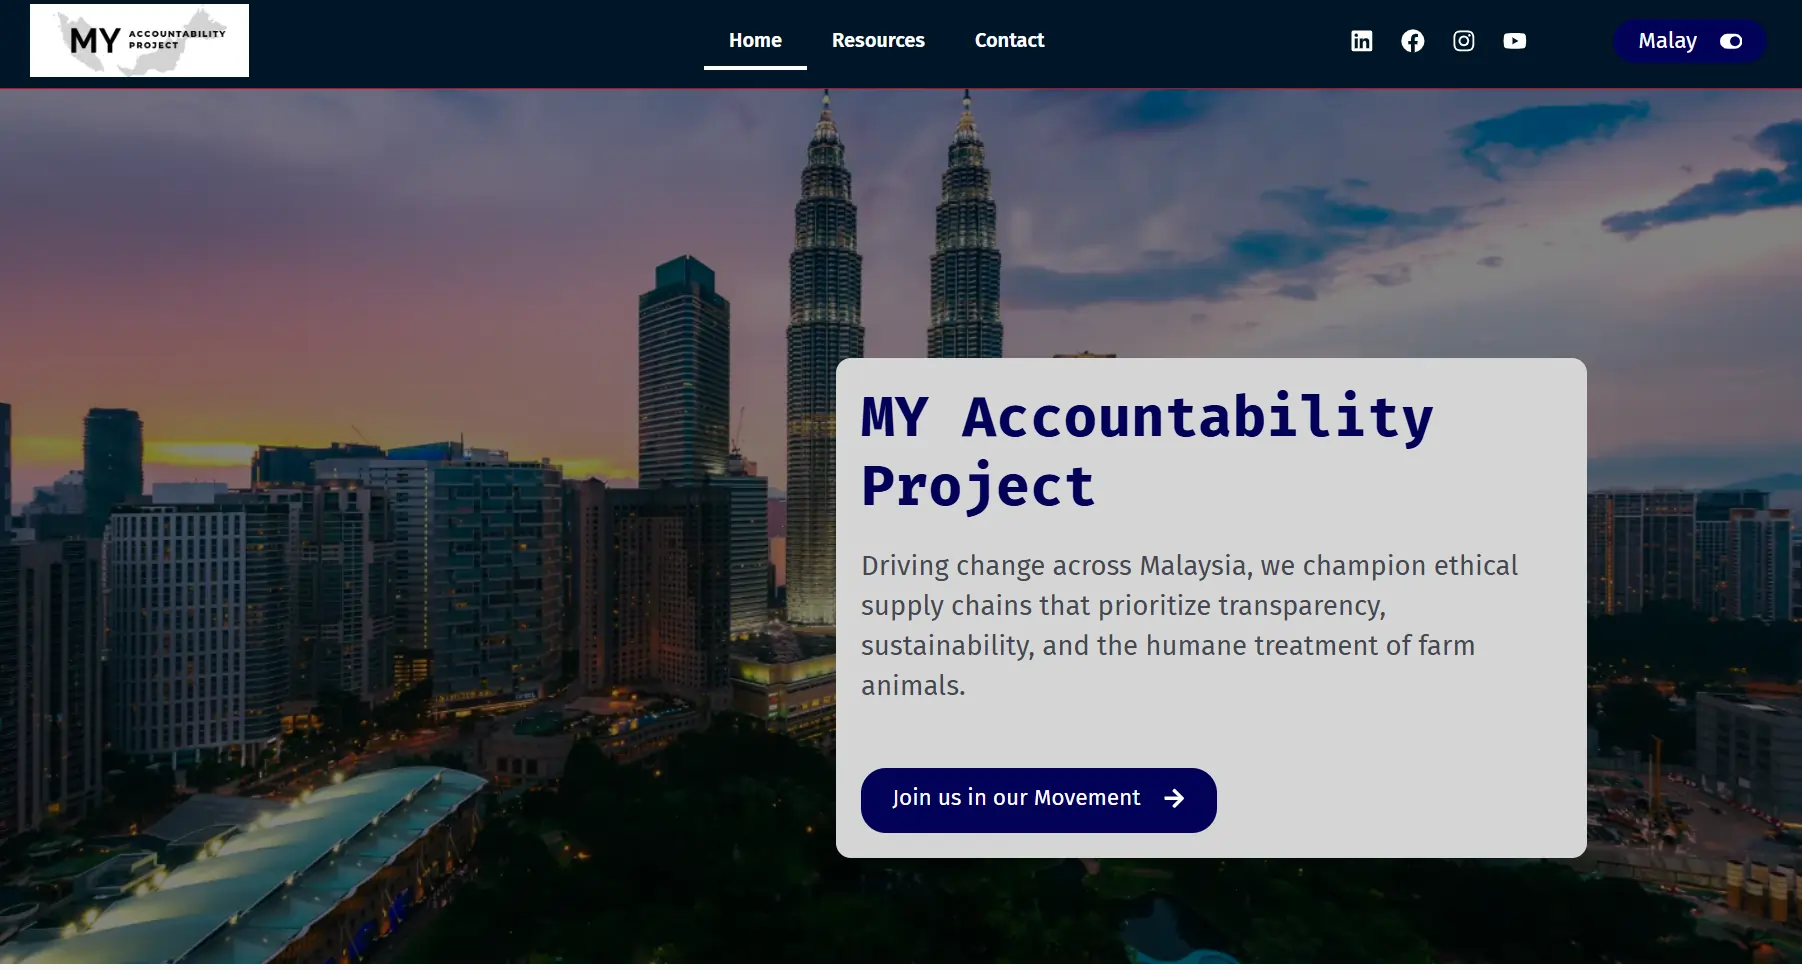 MY ACCOUNTABILITY
PROJECT
Home
Resources
Contact
Malay
MY Accountability
Project
Driving change across Malaysia, we champion ethical
supply chains that prioritize transparency,
sustainability, and the humane treatment of farm
animals.
Join us in our Movement